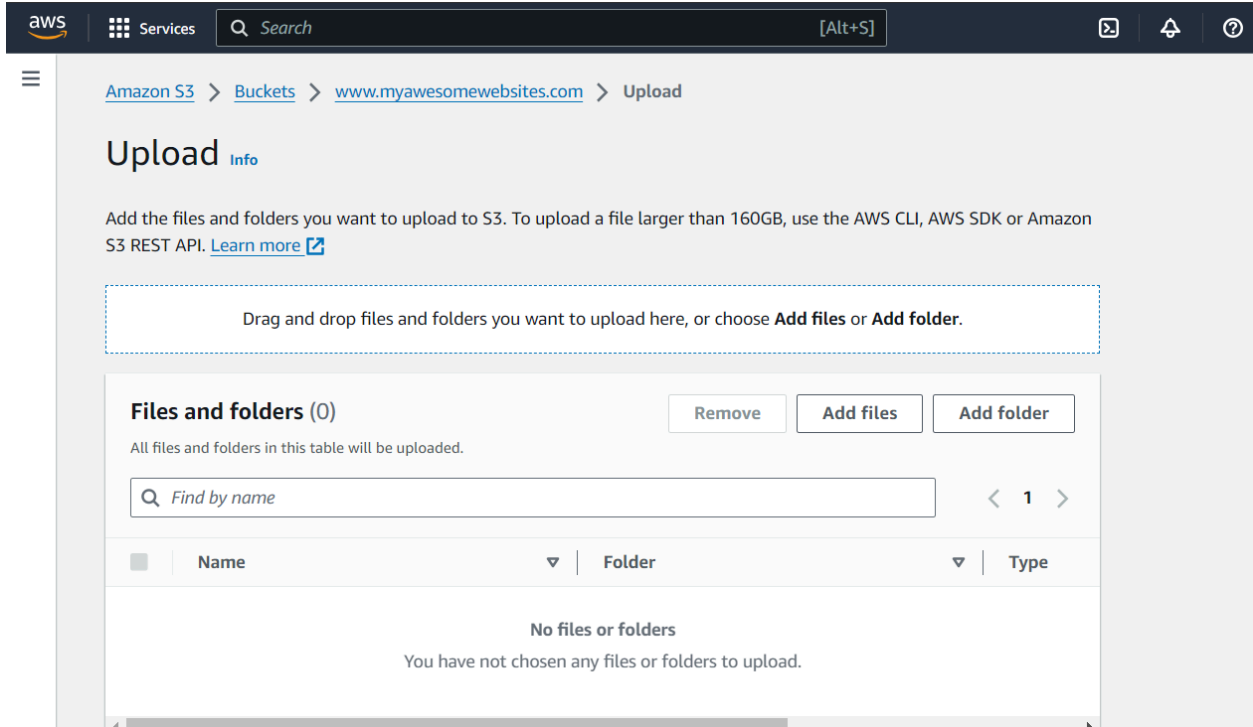 aws Services Search [Alt+S]
Amazon S3 > Buckets > www.myawesomewebsites.com > Upload
Upload Info
Add the files and folders you want to upload to S3. To upload a file larger than 160GB, use the AWS CLI, AWS SDK or Amazon
S3 REST API. Learn more
Drag and drop files and folders you want to upload here, or choose Add files or Add folder.
Files and folders (0) Remove Add files Add folder
All files and folders in this table will be uploaded.
Find by name 1
Name Folder Type
No files or folders
You have not chosen any files or folders to upload.